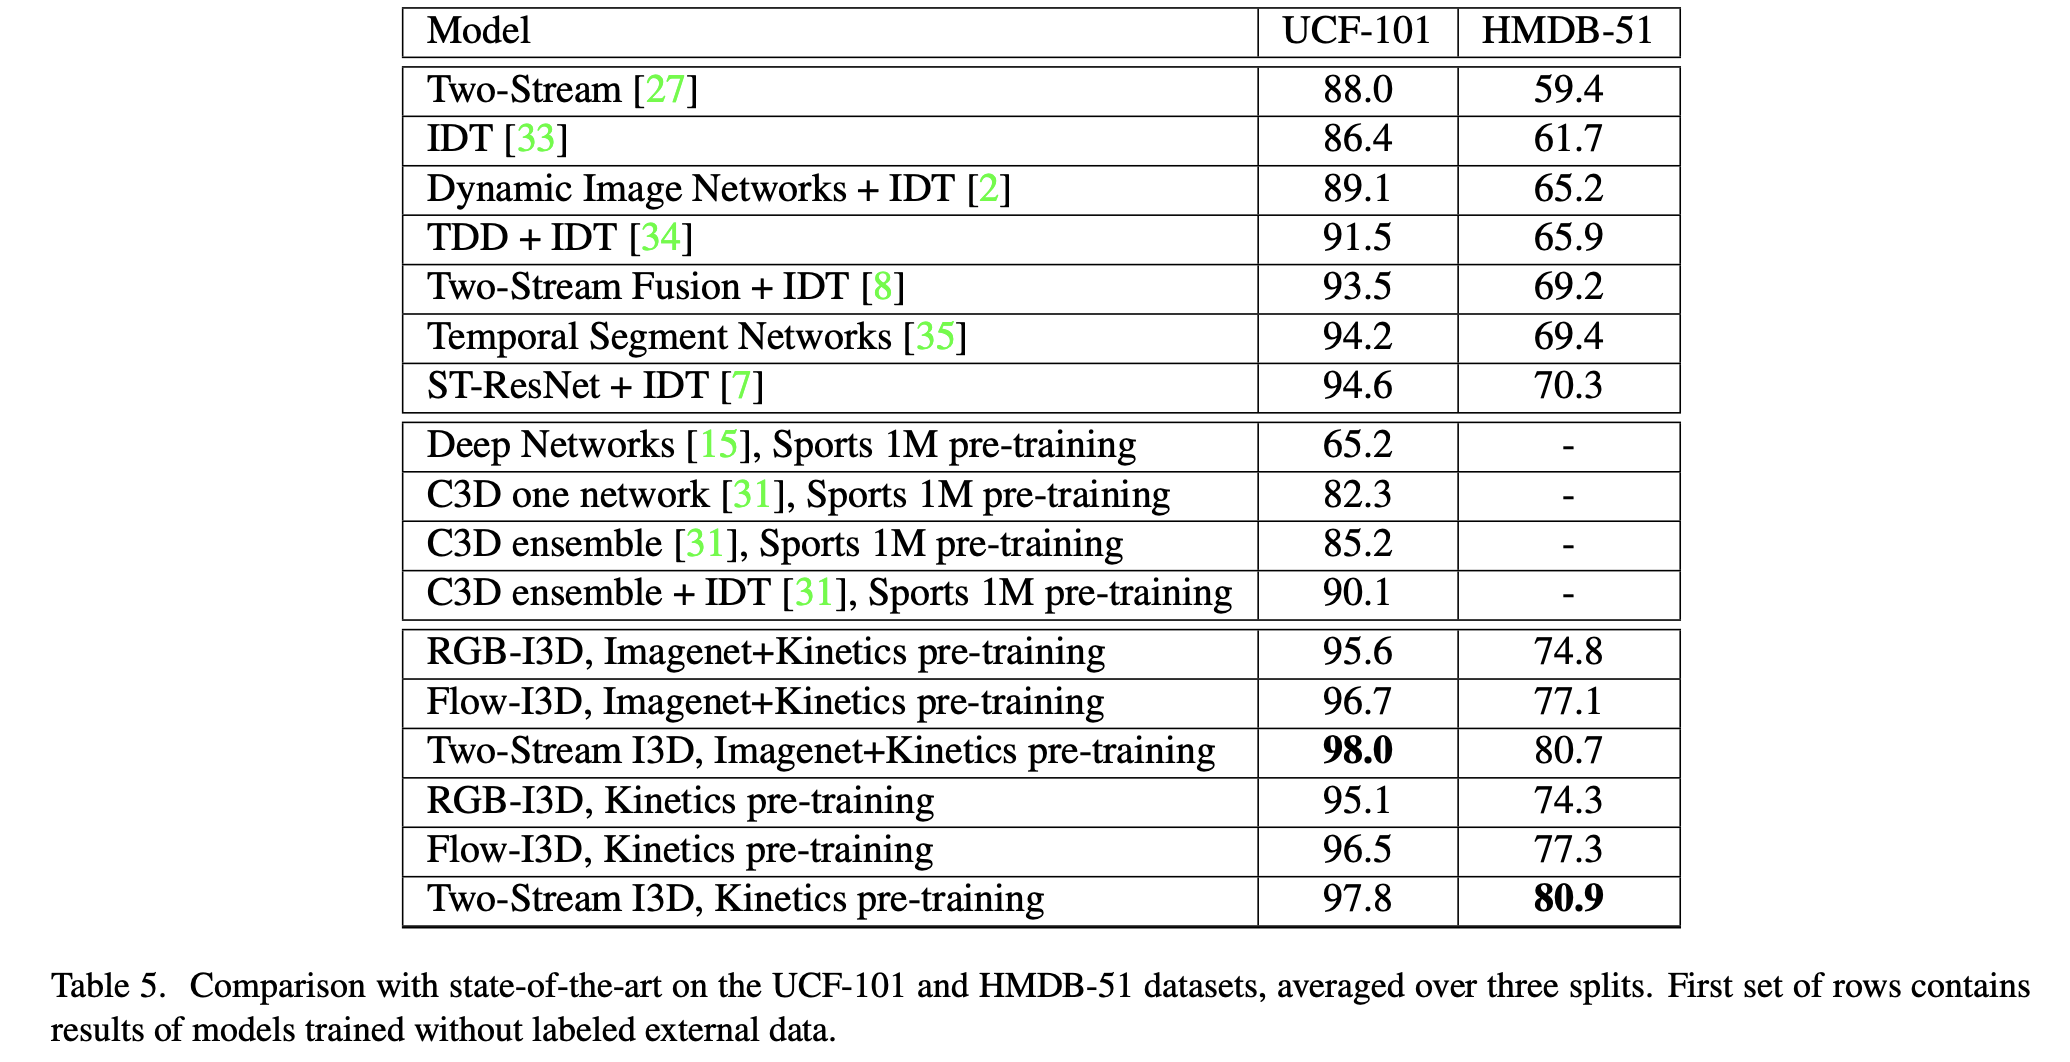 Model UCF-101 HMDB-51
Two-Stream [27] 88.0 59.4
IDT [33] 86.4 61.7
Dynamic Image Networks + IDT [2] 89.1 65.2
TDD + IDT [34] 91.5 65.9
Two-Stream Fusion + IDT [8] 93.5 69.2
Temporal Segment Networks [35] 94.2 69.4
ST-ResNet + IDT [7] 94.6 70.3
Deep Networks [15], Sports 1M pre-training 65.2 -
C3D one network [31], Sports 1M pre-training 82.3 -
C3D ensemble [31], Sports 1M pre-training 85.2 -
C3D ensemble + IDT [31], Sports 1M pre-training 90.1 -
RGB-I3D, Imagenet+Kinetics pre-training 95.6 74.8
Flow-I3D, Imagenet+Kinetics pre-training 96.7 77.1
Two-Stream I3D, Imagenet+Kinetics pre-training 98.0 80.7
RGB-I3D, Kinetics pre-training 95.1 74.3
Flow-I3D, Kinetics pre-training 96.5 77.3
Two-Stream I3D, Kinetics pre-training 97.8 80.9
Table 5. Comparison with state-of-the-art on the UCF-101 and HMDB-51 datasets, averaged over three splits. First set of rows contains
results of models trained without labeled external data.